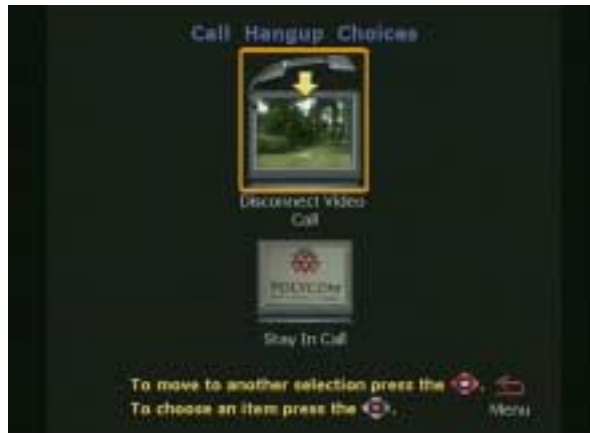 Call Hangup Choices
Disconnect Video
Call
POLYCOM
Stay In Call
To move to another selection press the
To choose an item press the
Menu